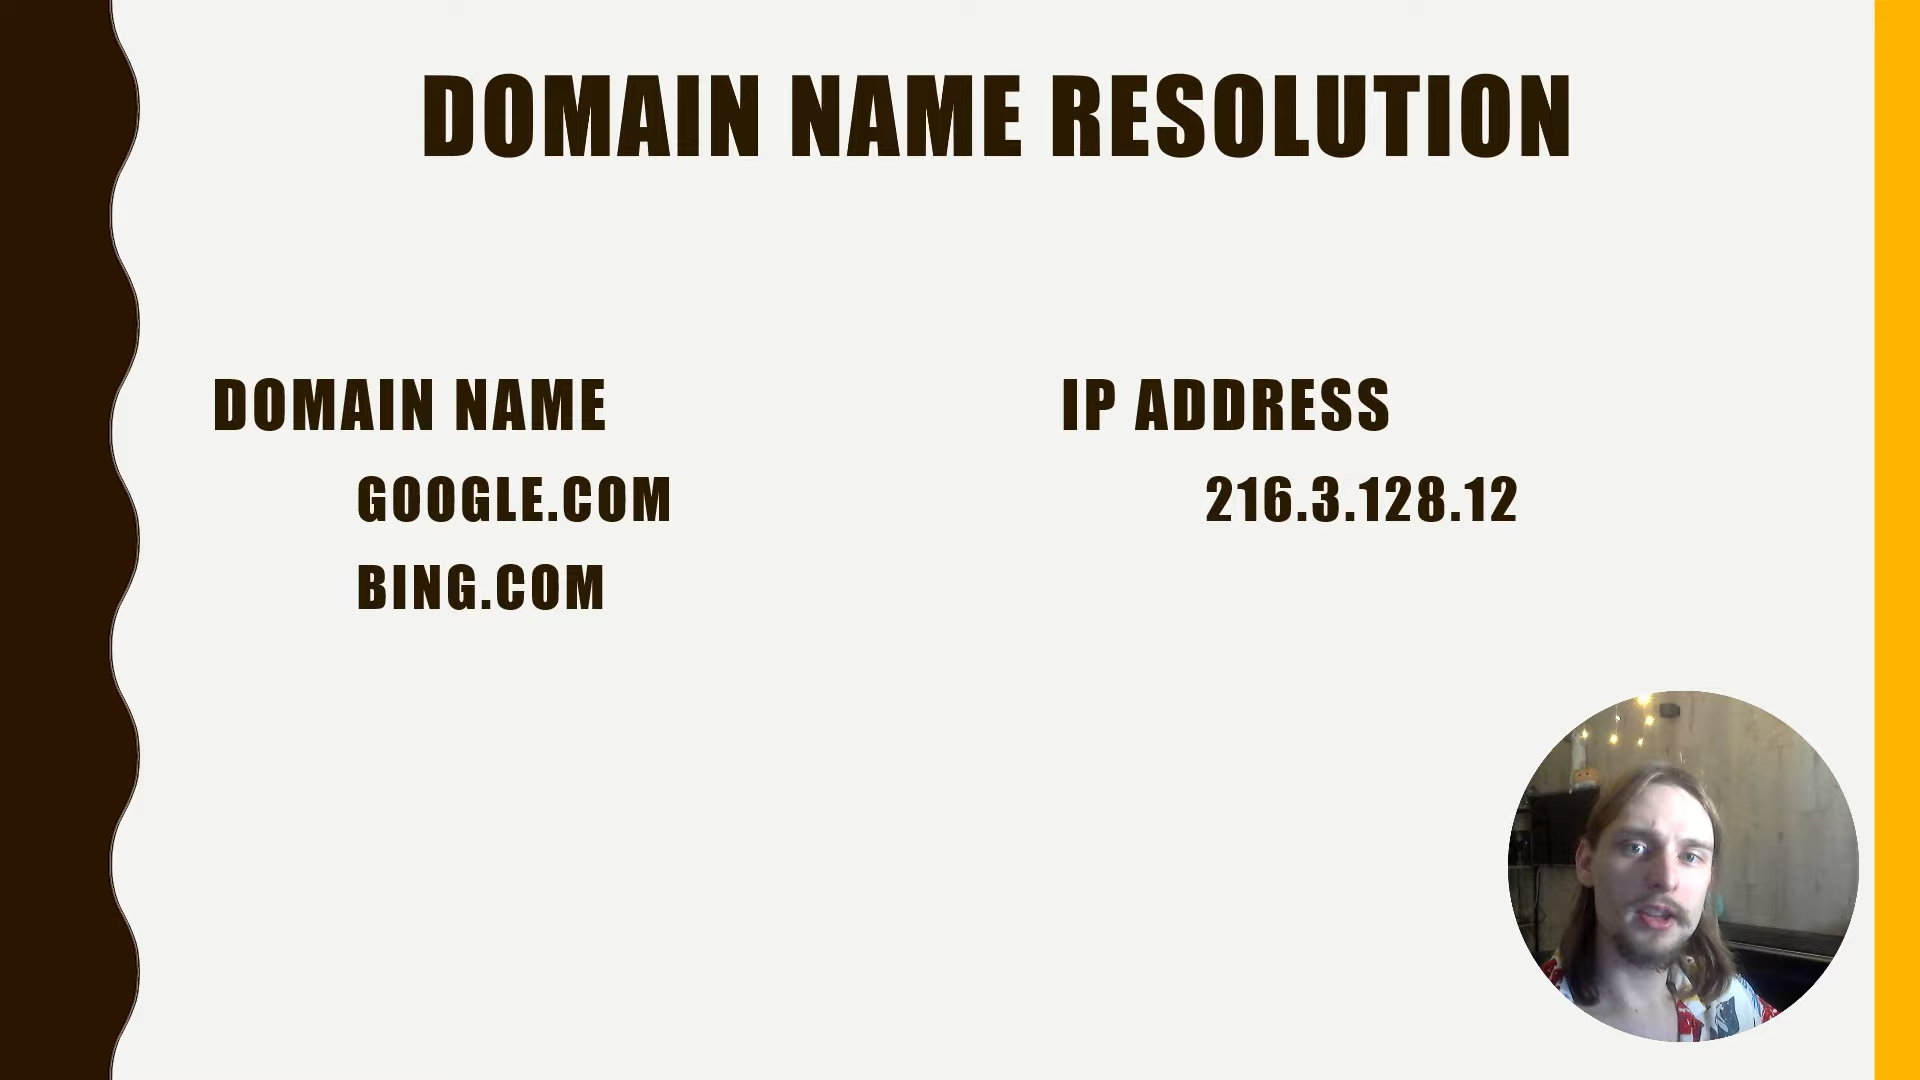 DOMAIN NAME RESOLUTION
DOMAIN NAME
GOOGLE.COM
BING.COM
IP ADDRESS
216.3.128.12